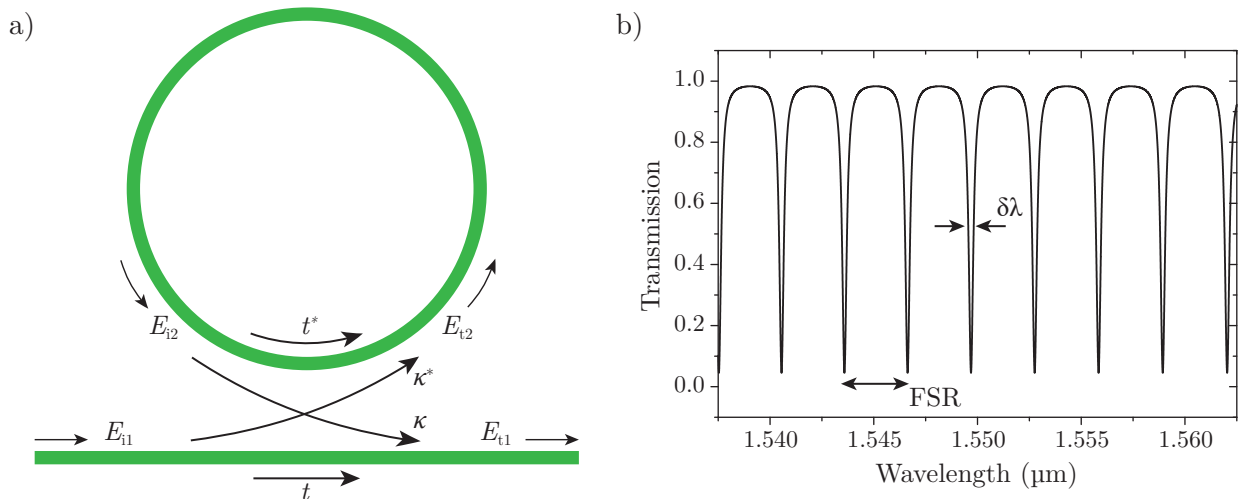 a)
E_i2
t*
E_t2
κ*
κ
E_i1
E_t1
t
b)
Transmission
1.0
0.8
0.6
0.4
0.2
0.0
δλ
FSR
1.540 1.545 1.550 1.555 1.560
Wavelength (µm)